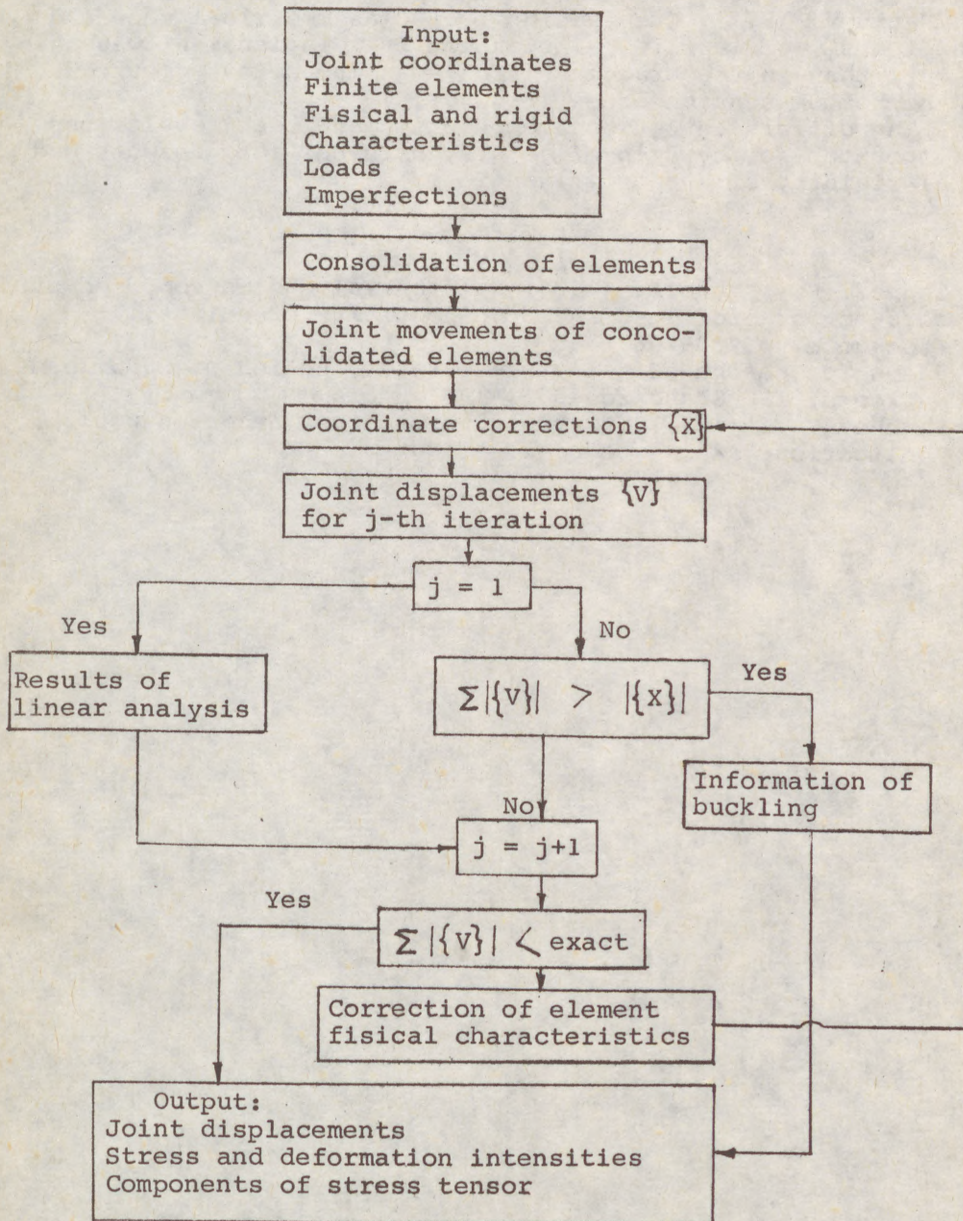 Input:
Joint coordinates
Finite elements
Fisical and rigid
Characteristics
Loads
Imperfections
Consolidation of elements
Joint movements of conco-
lidated elements
Coordinate corrections {X}
Joint displacements {V}
for j-th iteration
j = 1
Yes
No
Results of
linear analysis
Σ|{V}| > |{X}|
Yes
Information of
buckling
No
j = j+1
Yes
Σ|{V}| < exact
Correction of element
fisical characteristics
Output:
Joint displacements
Stress and deformation intensities
Components of stress tensor